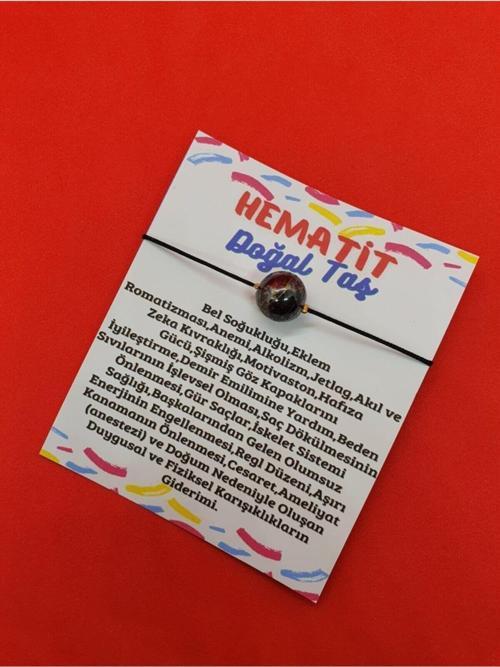 HEMATİT
Doğal Taş
Bel Soğukluğu,Eklem
Romatizması,Anemi,Alkolizm,Jetlag,Akıl ve
Zeka Kıvraklığı,Motivaston,Hafıza
Gücü,Şişmiş Göz Kapaklarını
İyileştirme,Demir Emilimine Yardım,Beden
Sıvılarının İşlevsel Olması,Saç Dökülmesinin
Önlenmesi,Gür Saçlar,İskelet Sistemi
Sağlığı,Başkalarından Gelen Olumsuz
Enerjinin Engellenmesi,Regl Düzeni,Aşırı
Kanamanın Önlenmesi,Cesaret,Ameliyat
(anestezi) ve Doğum Nedeniyle Oluşan
Duygusal ve Fiziksel Karışıklıkların
Giderimi.